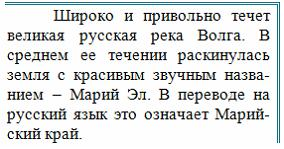 Широко и привольно течет
великая русская река Волга. В
среднем ее течении раскинулась
земля с красивым звучным назва-
нием – Марий Эл. В переводе на
русский язык это означает Марий-
ский край.